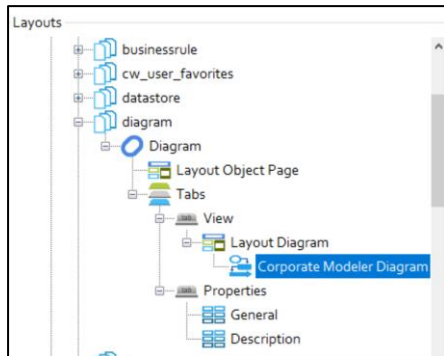 Layouts
businessrule
cw_user_favorites
datastore
diagram
Diagram
Layout Object Page
Tabs
View
Layout Diagram
Corporate Modeler Diagram
Properties
General
Description